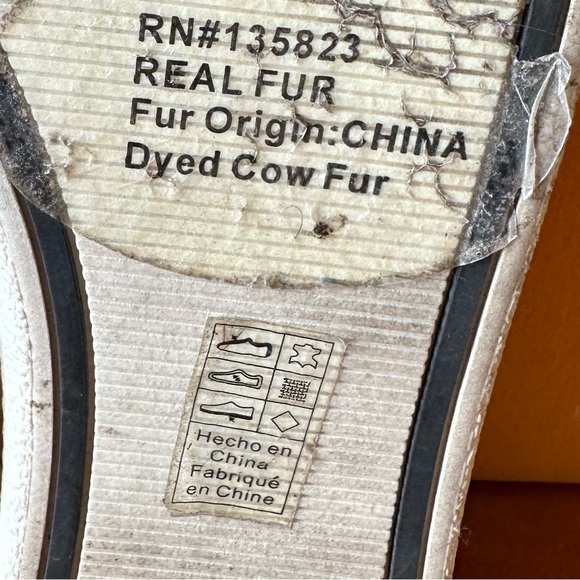 RN#135823
REAL FUR
Fur Origin:CHINA
Dyed Cow Fur
Hecho en
China
Fabriqué
en Chine